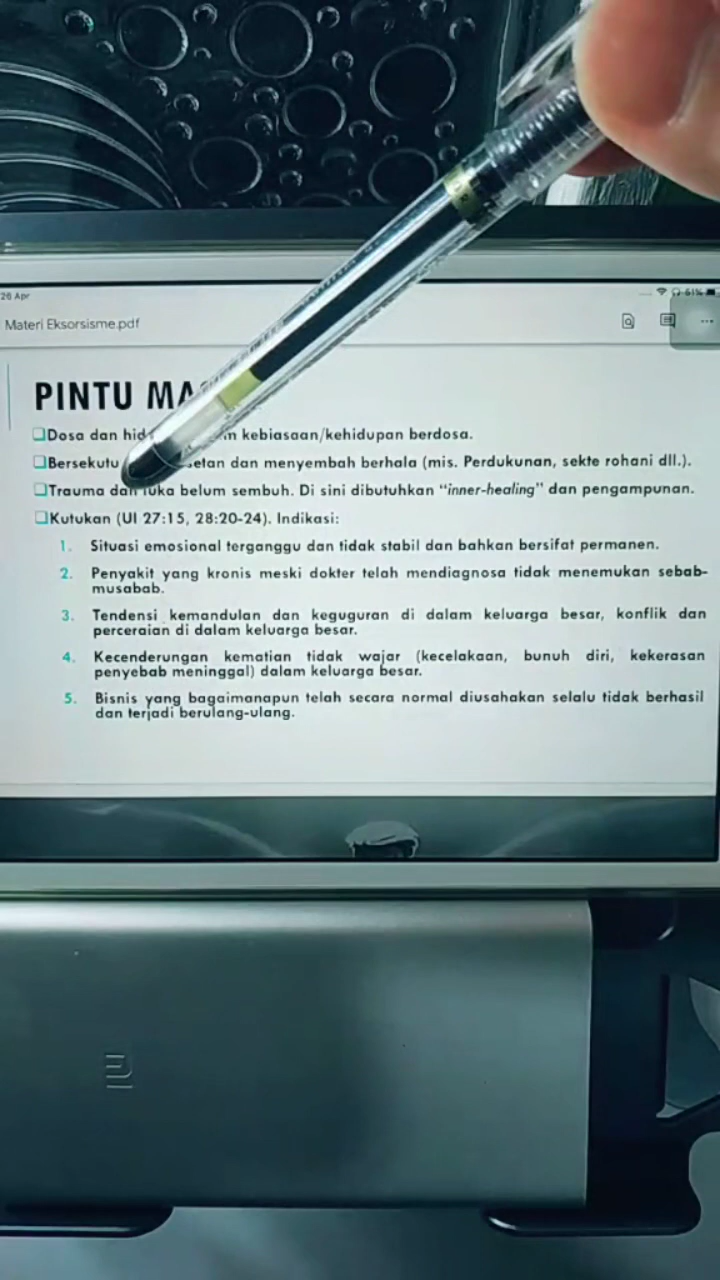 26 Apr 61%
Materi Eksorsisme.pdf
PINTU
Dosa dan kebiasaan/kehidupan berdosa.
Bersekutu setan dan menyembah berhala (mis. Perdukunan, sekte rohani dll.).
Trauma dan luka belum sembuh. Di sini dibutuhkan “inner-healing” dan pengampunan.
Kutukan (Ul 27:15, 28:20-24). Indikasi:
1. Situasi emosional terganggu dan tidak stabil dan bahkan bersifat permanen.
2. Penyakit yang kronis meski dokter telah mendiagnosa tidak menemukan sebab-
musabab.
3. Tendensi kemandulan dan keguguran di dalam keluarga besar, konflik dan
perceraian di dalam keluarga besar.
4. Kecenderungan kematian tidak wajar (kecelakaan, bunuh diri, kekerasan
penyebab meninggal) dalam keluarga besar.
5. Bisnis yang bagaimanapun telah secara normal diusahakan selalu tidak berhasil
dan terjadi berulang-ulang.